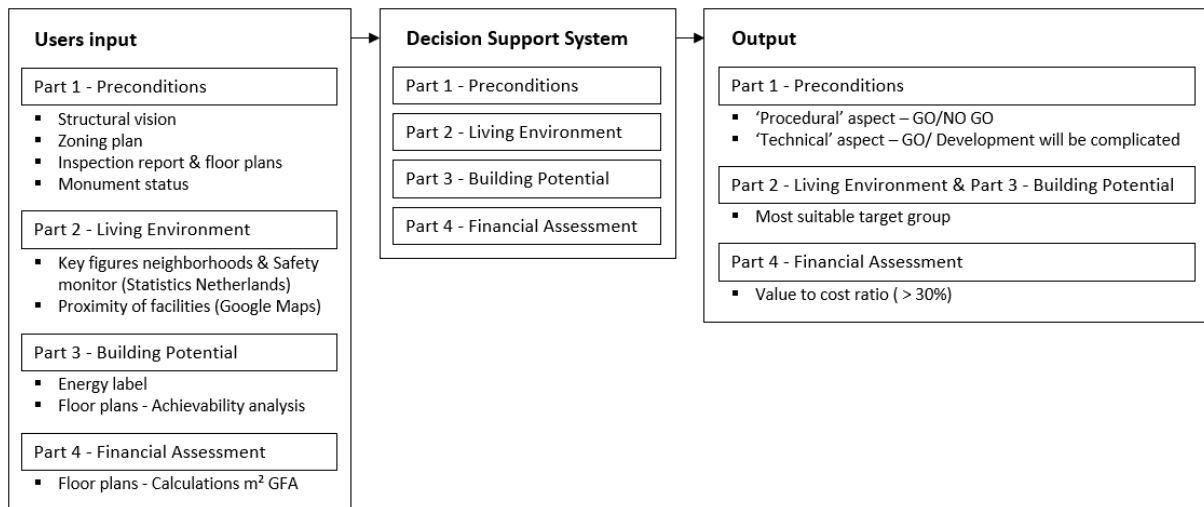 Users input
Part 1 - Preconditions
▪ Structural vision
▪ Zoning plan
▪ Inspection report & floor plans
▪ Monument status
Part 2 - Living Environment
▪ Key figures neighborhoods & Safety
monitor (Statistics Netherlands)
▪ Proximity of facilities (Google Maps)
Part 3 - Building Potential
▪ Energy label
▪ Floor plans - Achievability analysis
Part 4 - Financial Assessment
▪ Floor plans - Calculations m² GFA
Decision Support System
Part 1 - Preconditions
Part 2 - Living Environment
Part 3 - Building Potential
Part 4 - Financial Assessment
Output
Part 1 - Preconditions
▪ ‘Procedural’ aspect – GO/NO GO
▪ ‘Technical’ aspect – GO/ Development will be complicated
Part 2 - Living Environment & Part 3 - Building Potential
▪ Most suitable target group
Part 4 - Financial Assessment
▪ Value to cost ratio ( > 30%)